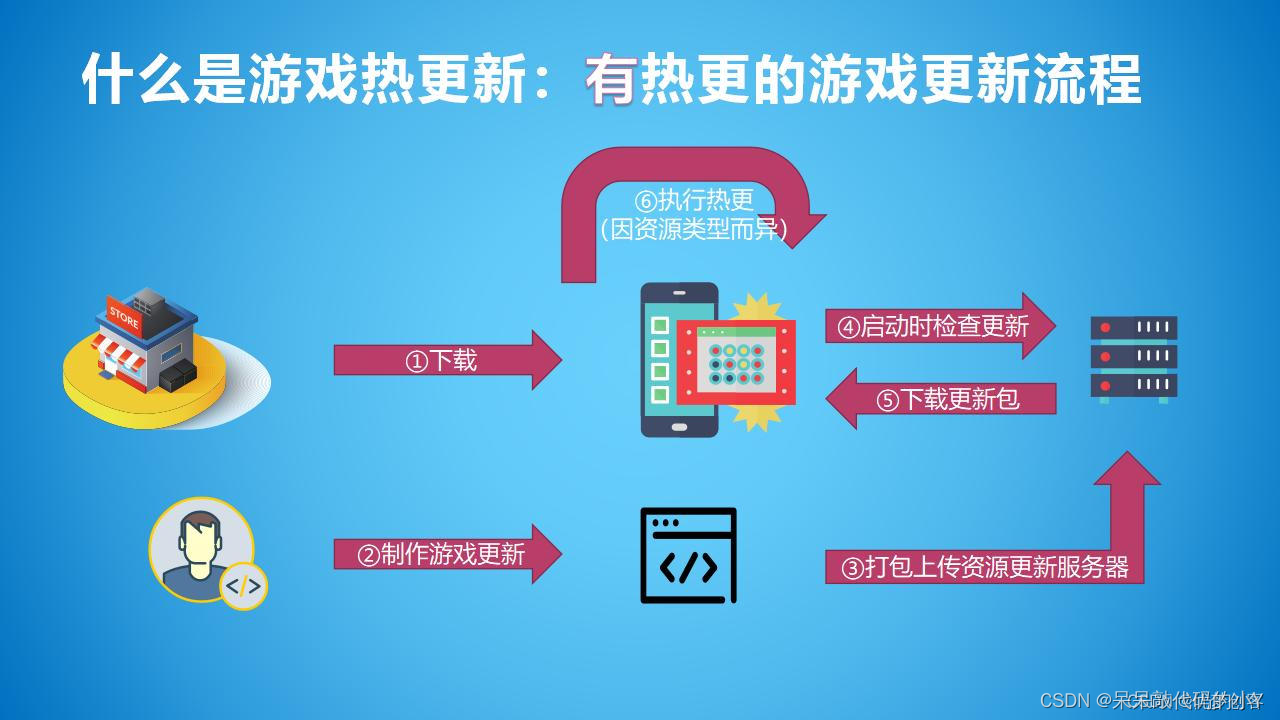 什么是游戏热更新：有热更的游戏更新流程
⑥执行热更
（因资源类型而异）
STORE
①下载
④启动时检查更新
⑤下载更新包
②制作游戏更新
</>
</>
③打包上传资源更新服务器
CSDN @呆呆敲代码的小Y